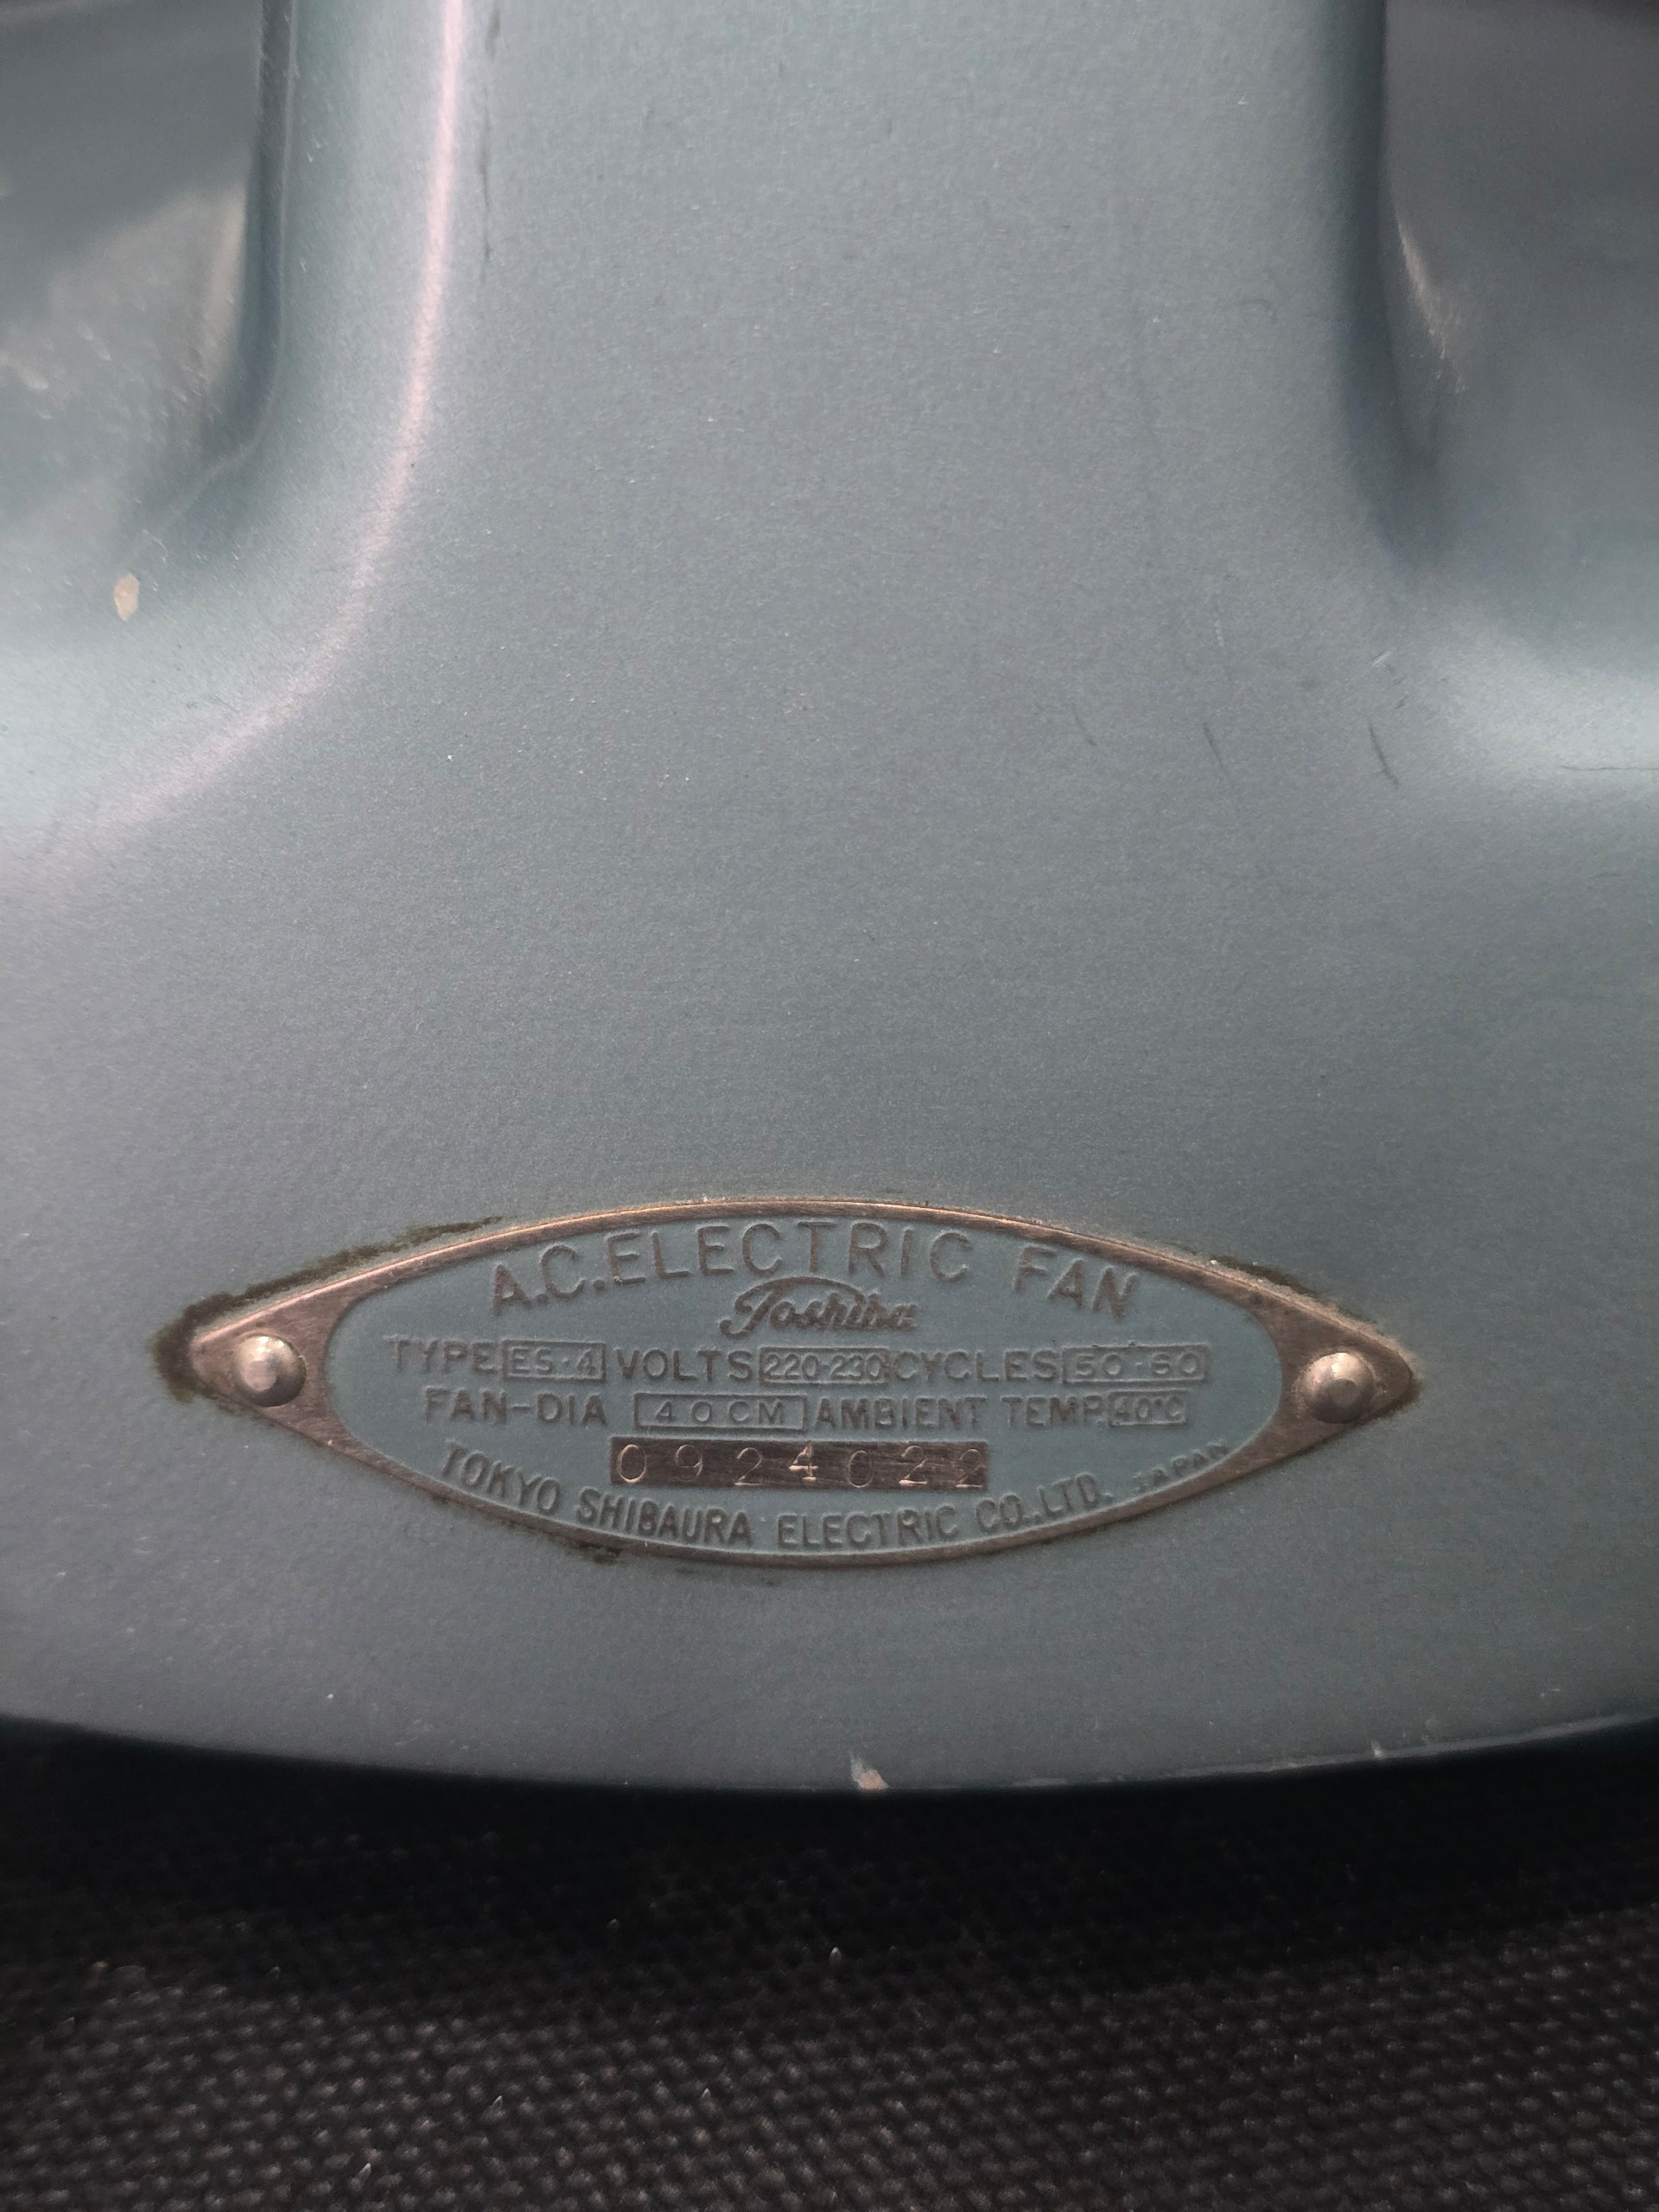 A.C. ELECTRIC FAN
Toshiba
TYPE ES-4 VOLTS 220-230 CYCLES 50-60
FAN-DIA 40CM AMBIENT TEMP. 40°C
0924022
TOKYO SHIBAURA ELECTRIC CO., LTD. JAPAN